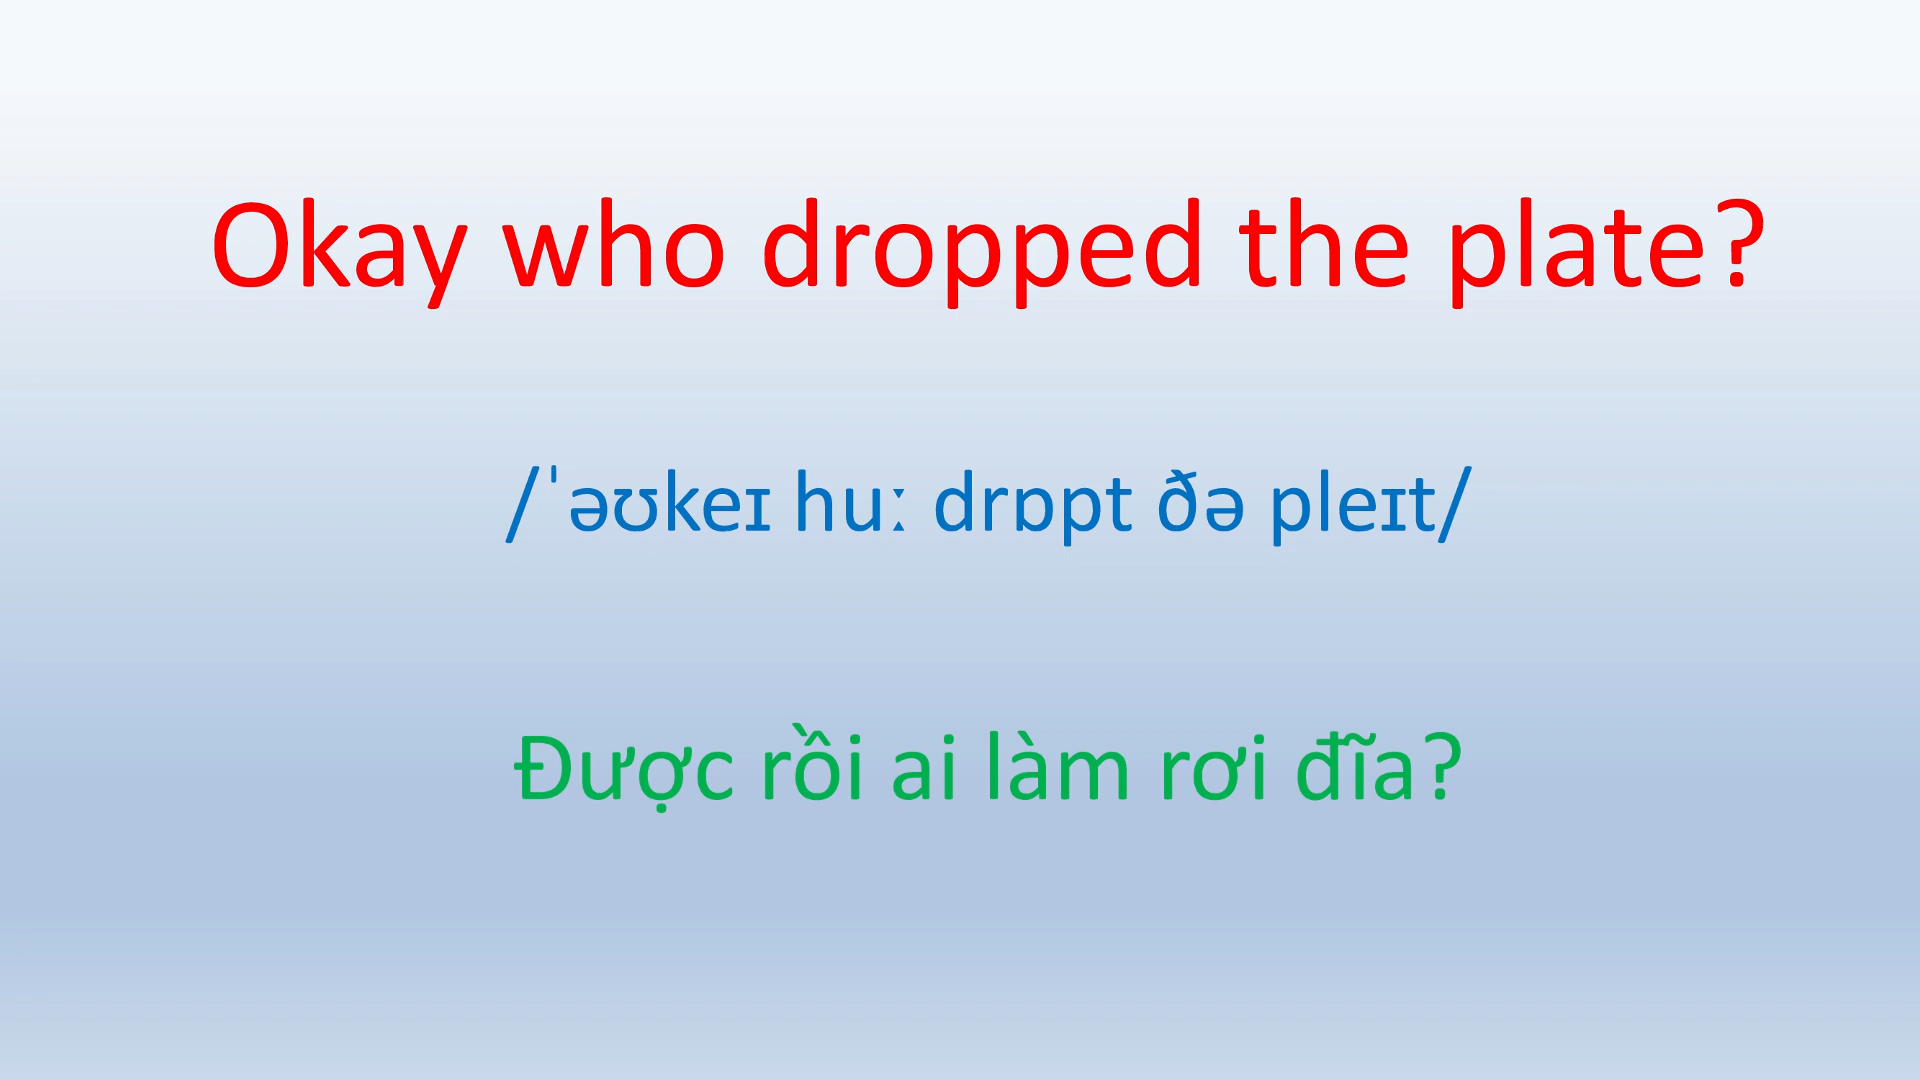 Okay who dropped the plate?
/ˈəʊkeɪ huː drɒpt ðə pleɪt/
Được rồi ai làm rơi đĩa?